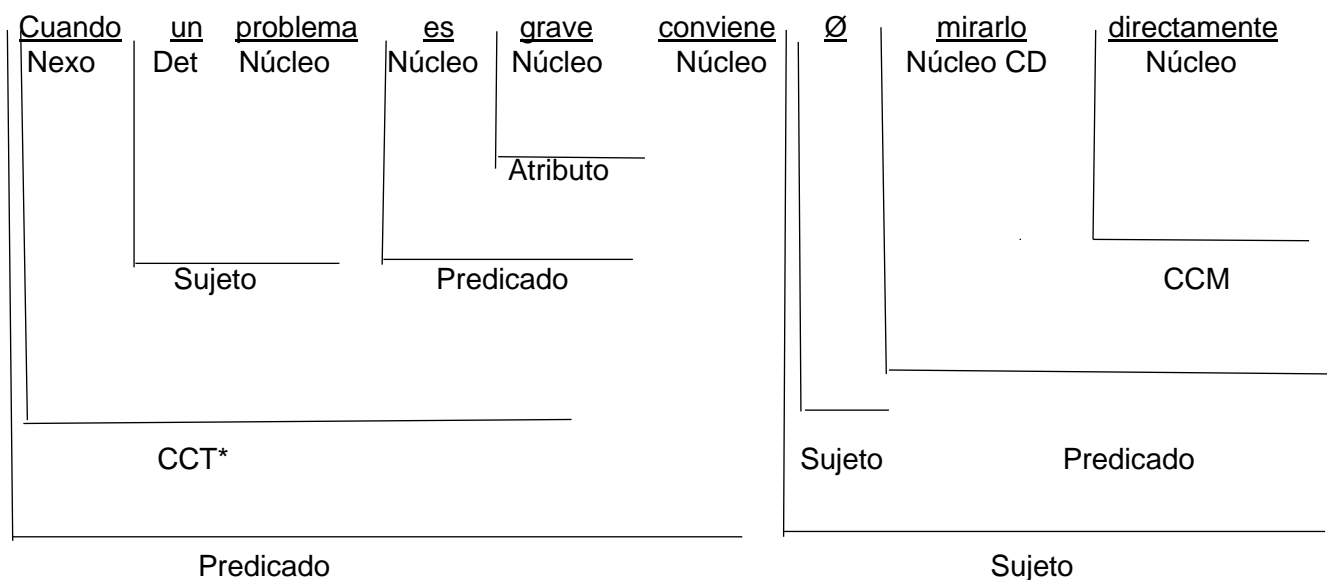 Cuando un problema es grave conviene Ø mirarlo directamente
Nexo Det Núcleo Núcleo Núcleo Núcleo Núcleo CD Núcleo
Atributo
Sujeto Predicado CCM
CCT* Sujeto Predicado
Predicado Sujeto